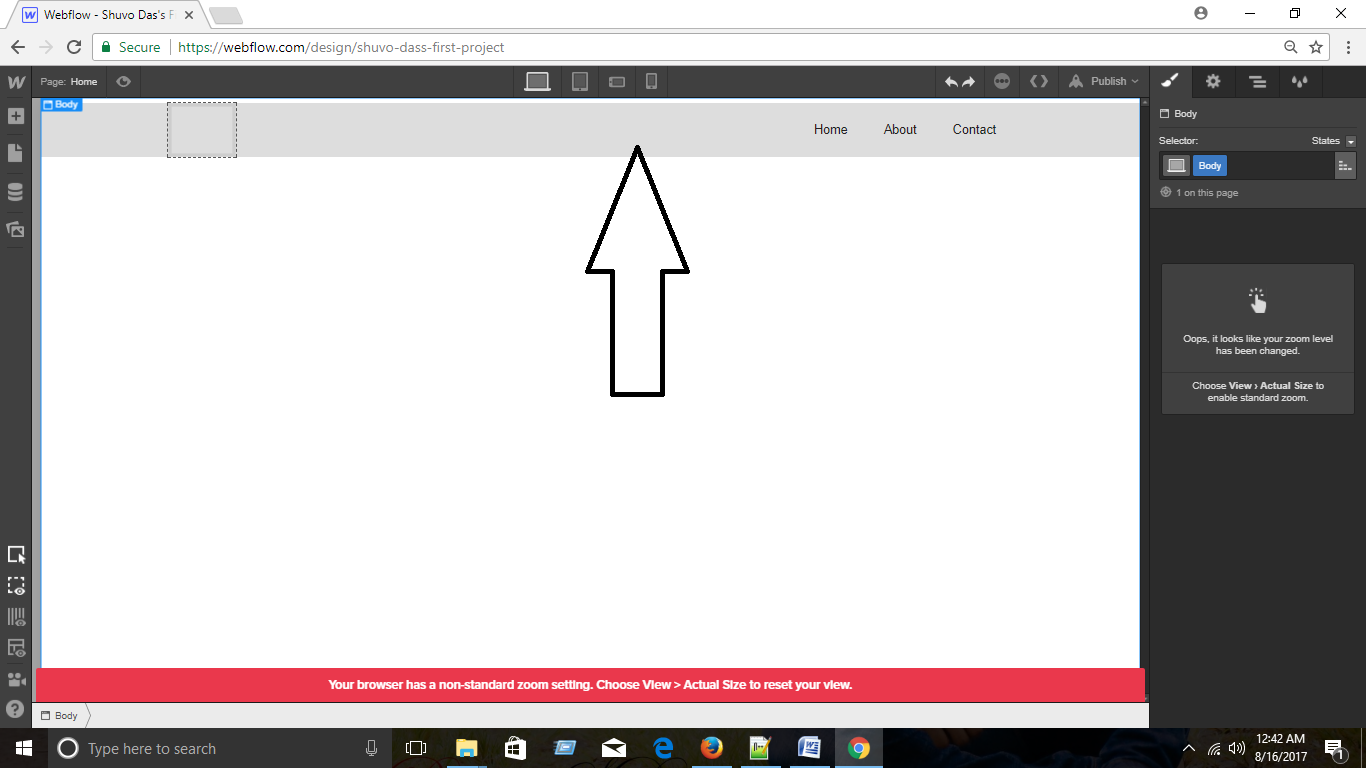 Webflow - Shuvo Das's F
Secure
https://webflow.com/design/shuvo-dass-first-project
Page: Home
Publish
Body
Home
About
Contact
Body
Selector:
States
Body
1 on this page
Oops, it looks like your zoom level
has been changed.
Choose View › Actual Size to
enable standard zoom.
Your browser has a non-standard zoom setting. Choose View > Actual Size to reset your view.
Body
Type here to search
12:42 AM
8/16/2017
1